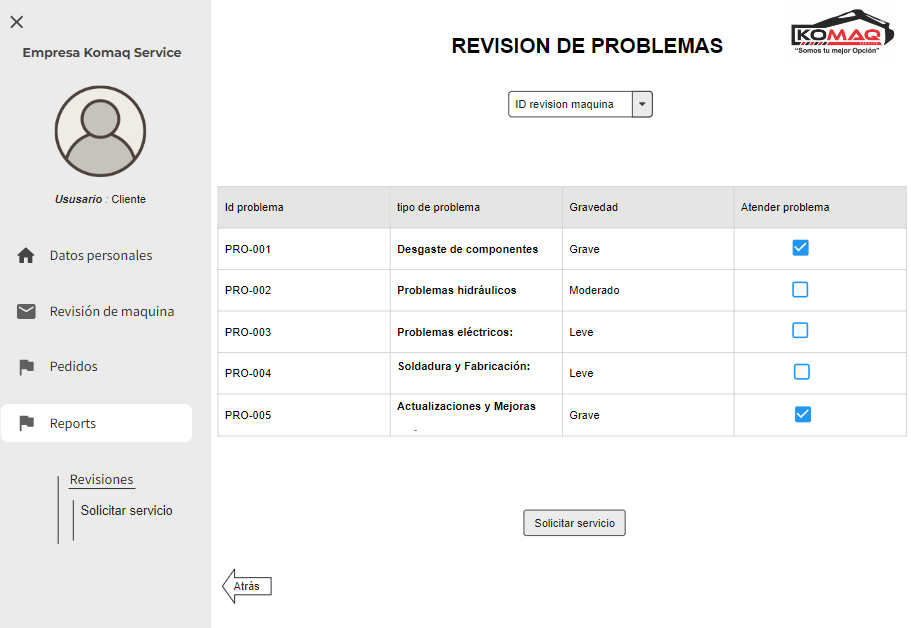 Empresa Komaq Service
Ususario : Cliente
Datos personales
Revisión de maquina
Pedidos
Reports
Revisiones
Solicitar servicio
REVISION DE PROBLEMAS
KOMAQ
"Somos tu mejor Opción"
ID revision maquina
Id problema tipo de problema Gravedad Atender problema
PRO-001 Desgaste de componentes Grave
PRO-002 Problemas hidráulicos Moderado
PRO-003 Problemas eléctricos: Leve
PRO-004 Soldadura y Fabricación: Leve
PRO-005 Actualizaciones y Mejoras Grave
Solicitar servicio
Atrás